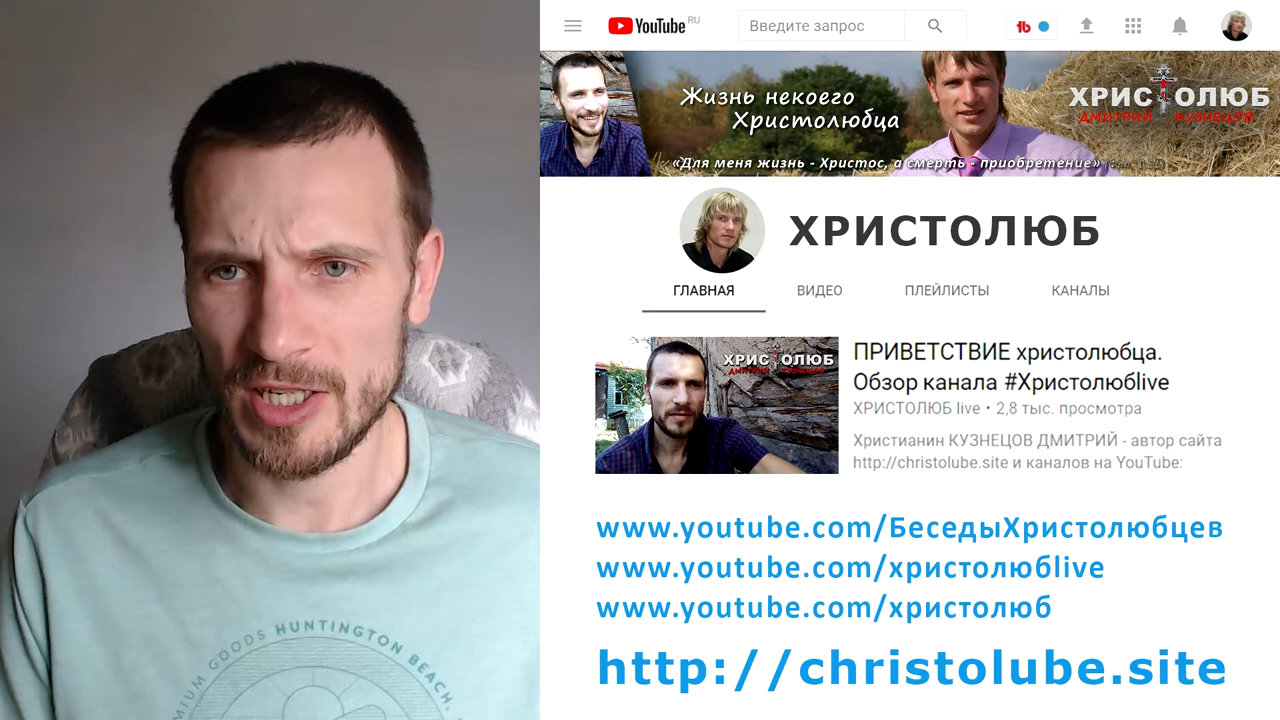 YouTube RU
Введите запрос
Жизнь некоего
Христолюбца
ХРИСТОЛЮБ
ДМИТРИЙ КУЗНЕЦОВ
«Для меня жизнь - Христос, а смерть - приобретение»
ХРИСТОЛЮБ
ГЛАВНАЯ ВИДЕО ПЛЕЙЛИСТЫ КАНАЛЫ
ХРИСТОЛЮБ
ДМИТРИЙ КУЗНЕЦОВ
ПРИВЕТСТВИЕ христолюбца.
Обзор канала #Христолюблive
ХРИСТОЛЮБ live • 2,8 тыс. просмотра
Христианин КУЗНЕЦОВ ДМИТРИЙ - автор сайта
http://christolube.site и каналов на YouTube:
www.youtube.com/БеседыХристолюбцев
www.youtube.com/христолюблive
www.youtube.com/христолюб
http://christolube.site
GOODS HUNTINGTON BEACH.